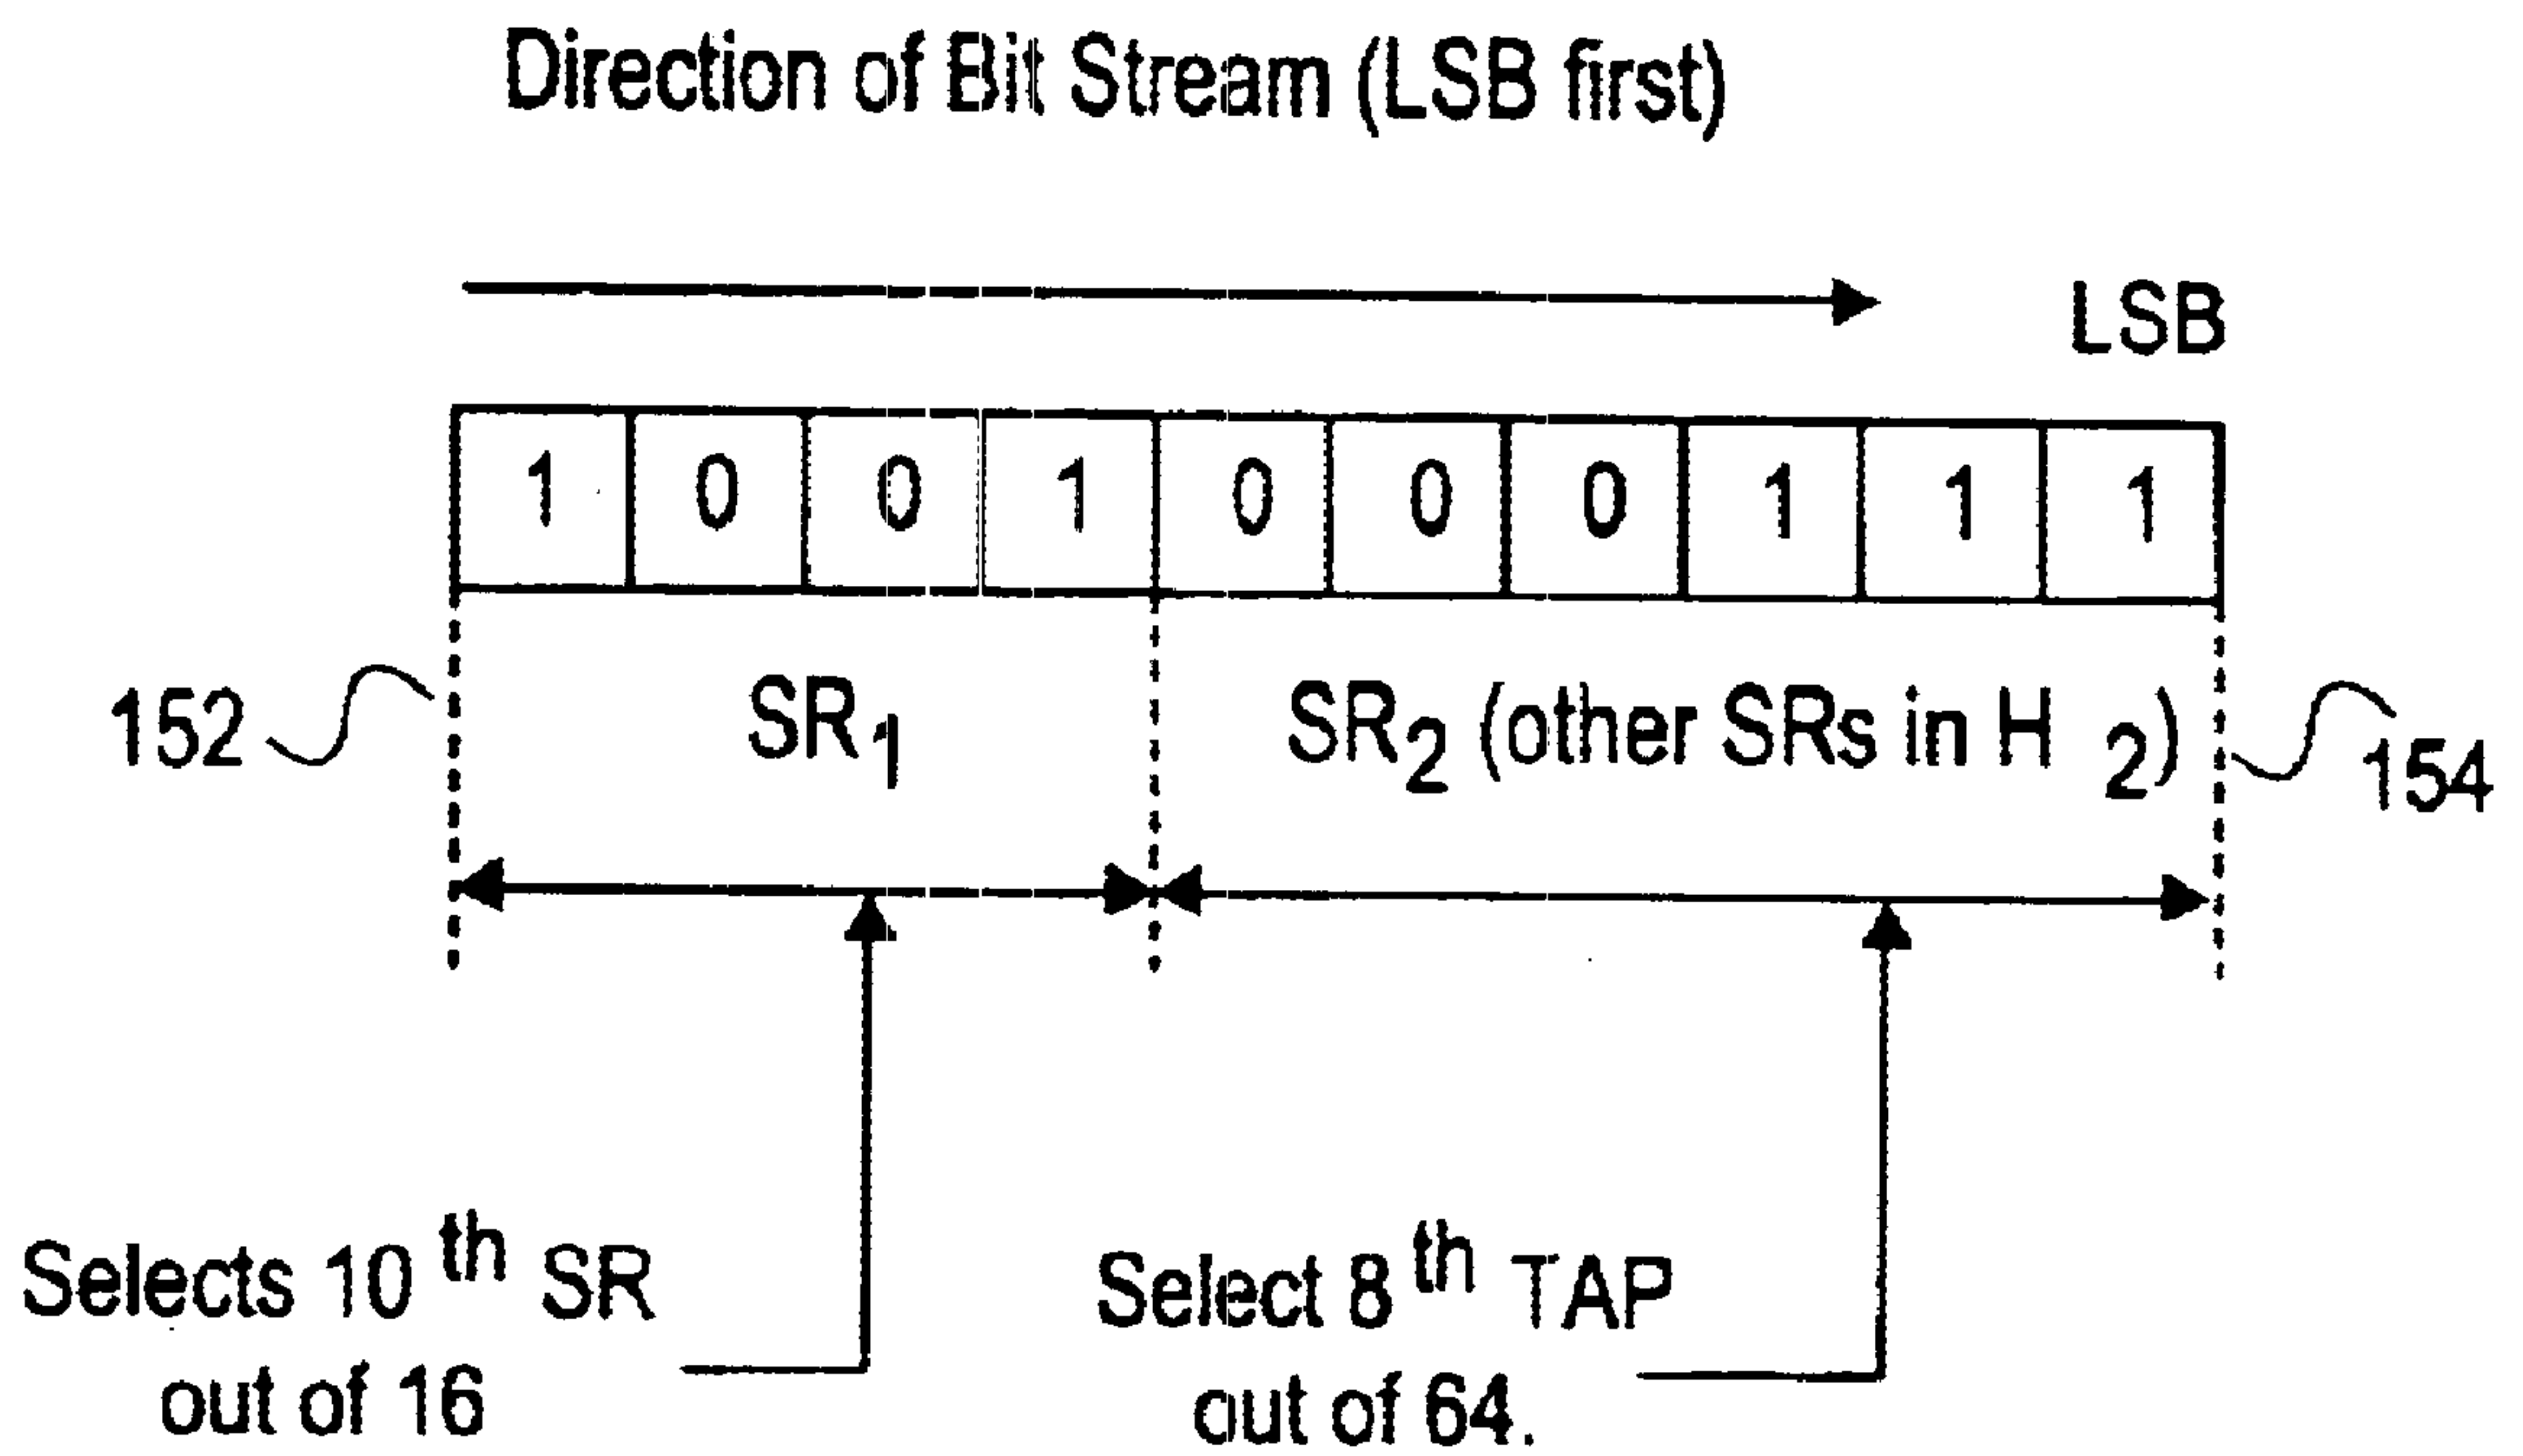 Direction of Bit Stream (LSB first)
LSB
1 0 0 1 0 0 0 1 1 1
152 SR1 SR2 (other SRs in H 2) 154
Selects 10 th SR
out of 16
Select 8 th TAP
out of 64.